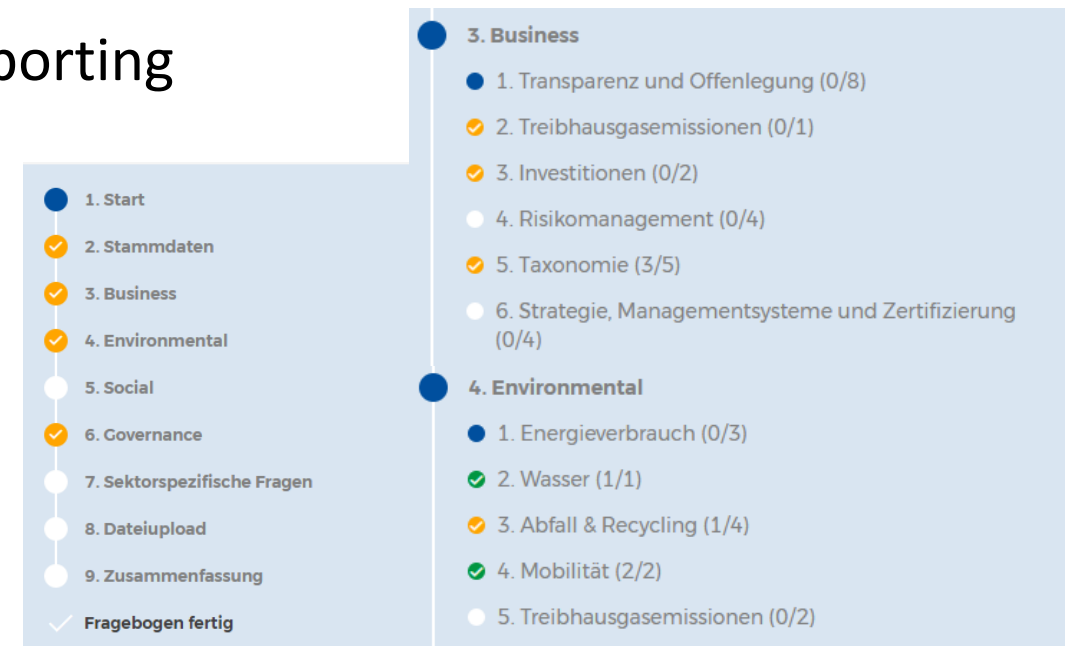 porting
1. Start
2. Stammdaten
3. Business
4. Environmental
5. Social
6. Governance
7. Sektorspezifische Fragen
8. Dateiupload
9. Zusammenfassung
Fragebogen fertig
3. Business
1. Transparenz und Offenlegung (0/8)
2. Treibhausgasemissionen (0/1)
3. Investitionen (0/2)
4. Risikomanagement (0/4)
5. Taxonomie (3/5)
6. Strategie, Managementsysteme und Zertifizierung
(0/4)
4. Environmental
1. Energieverbrauch (0/3)
2. Wasser (1/1)
3. Abfall & Recycling (1/4)
4. Mobilität (2/2)
5. Treibhausgasemissionen (0/2)